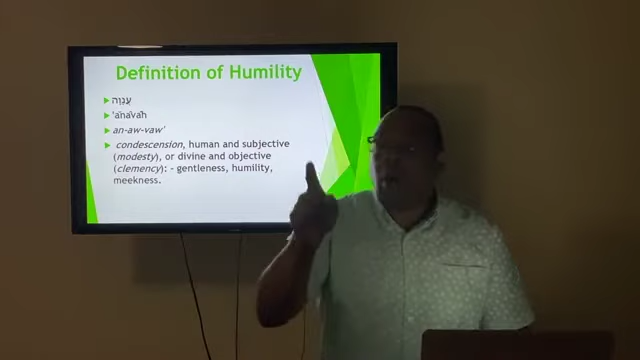 Definition of Humility
עֲנָוָה
‛ănâvâh
an-aw-vaw'
condescension, human and subjective
(modesty), or divine and objective
(clemency): - gentleness, humility,
meekness.